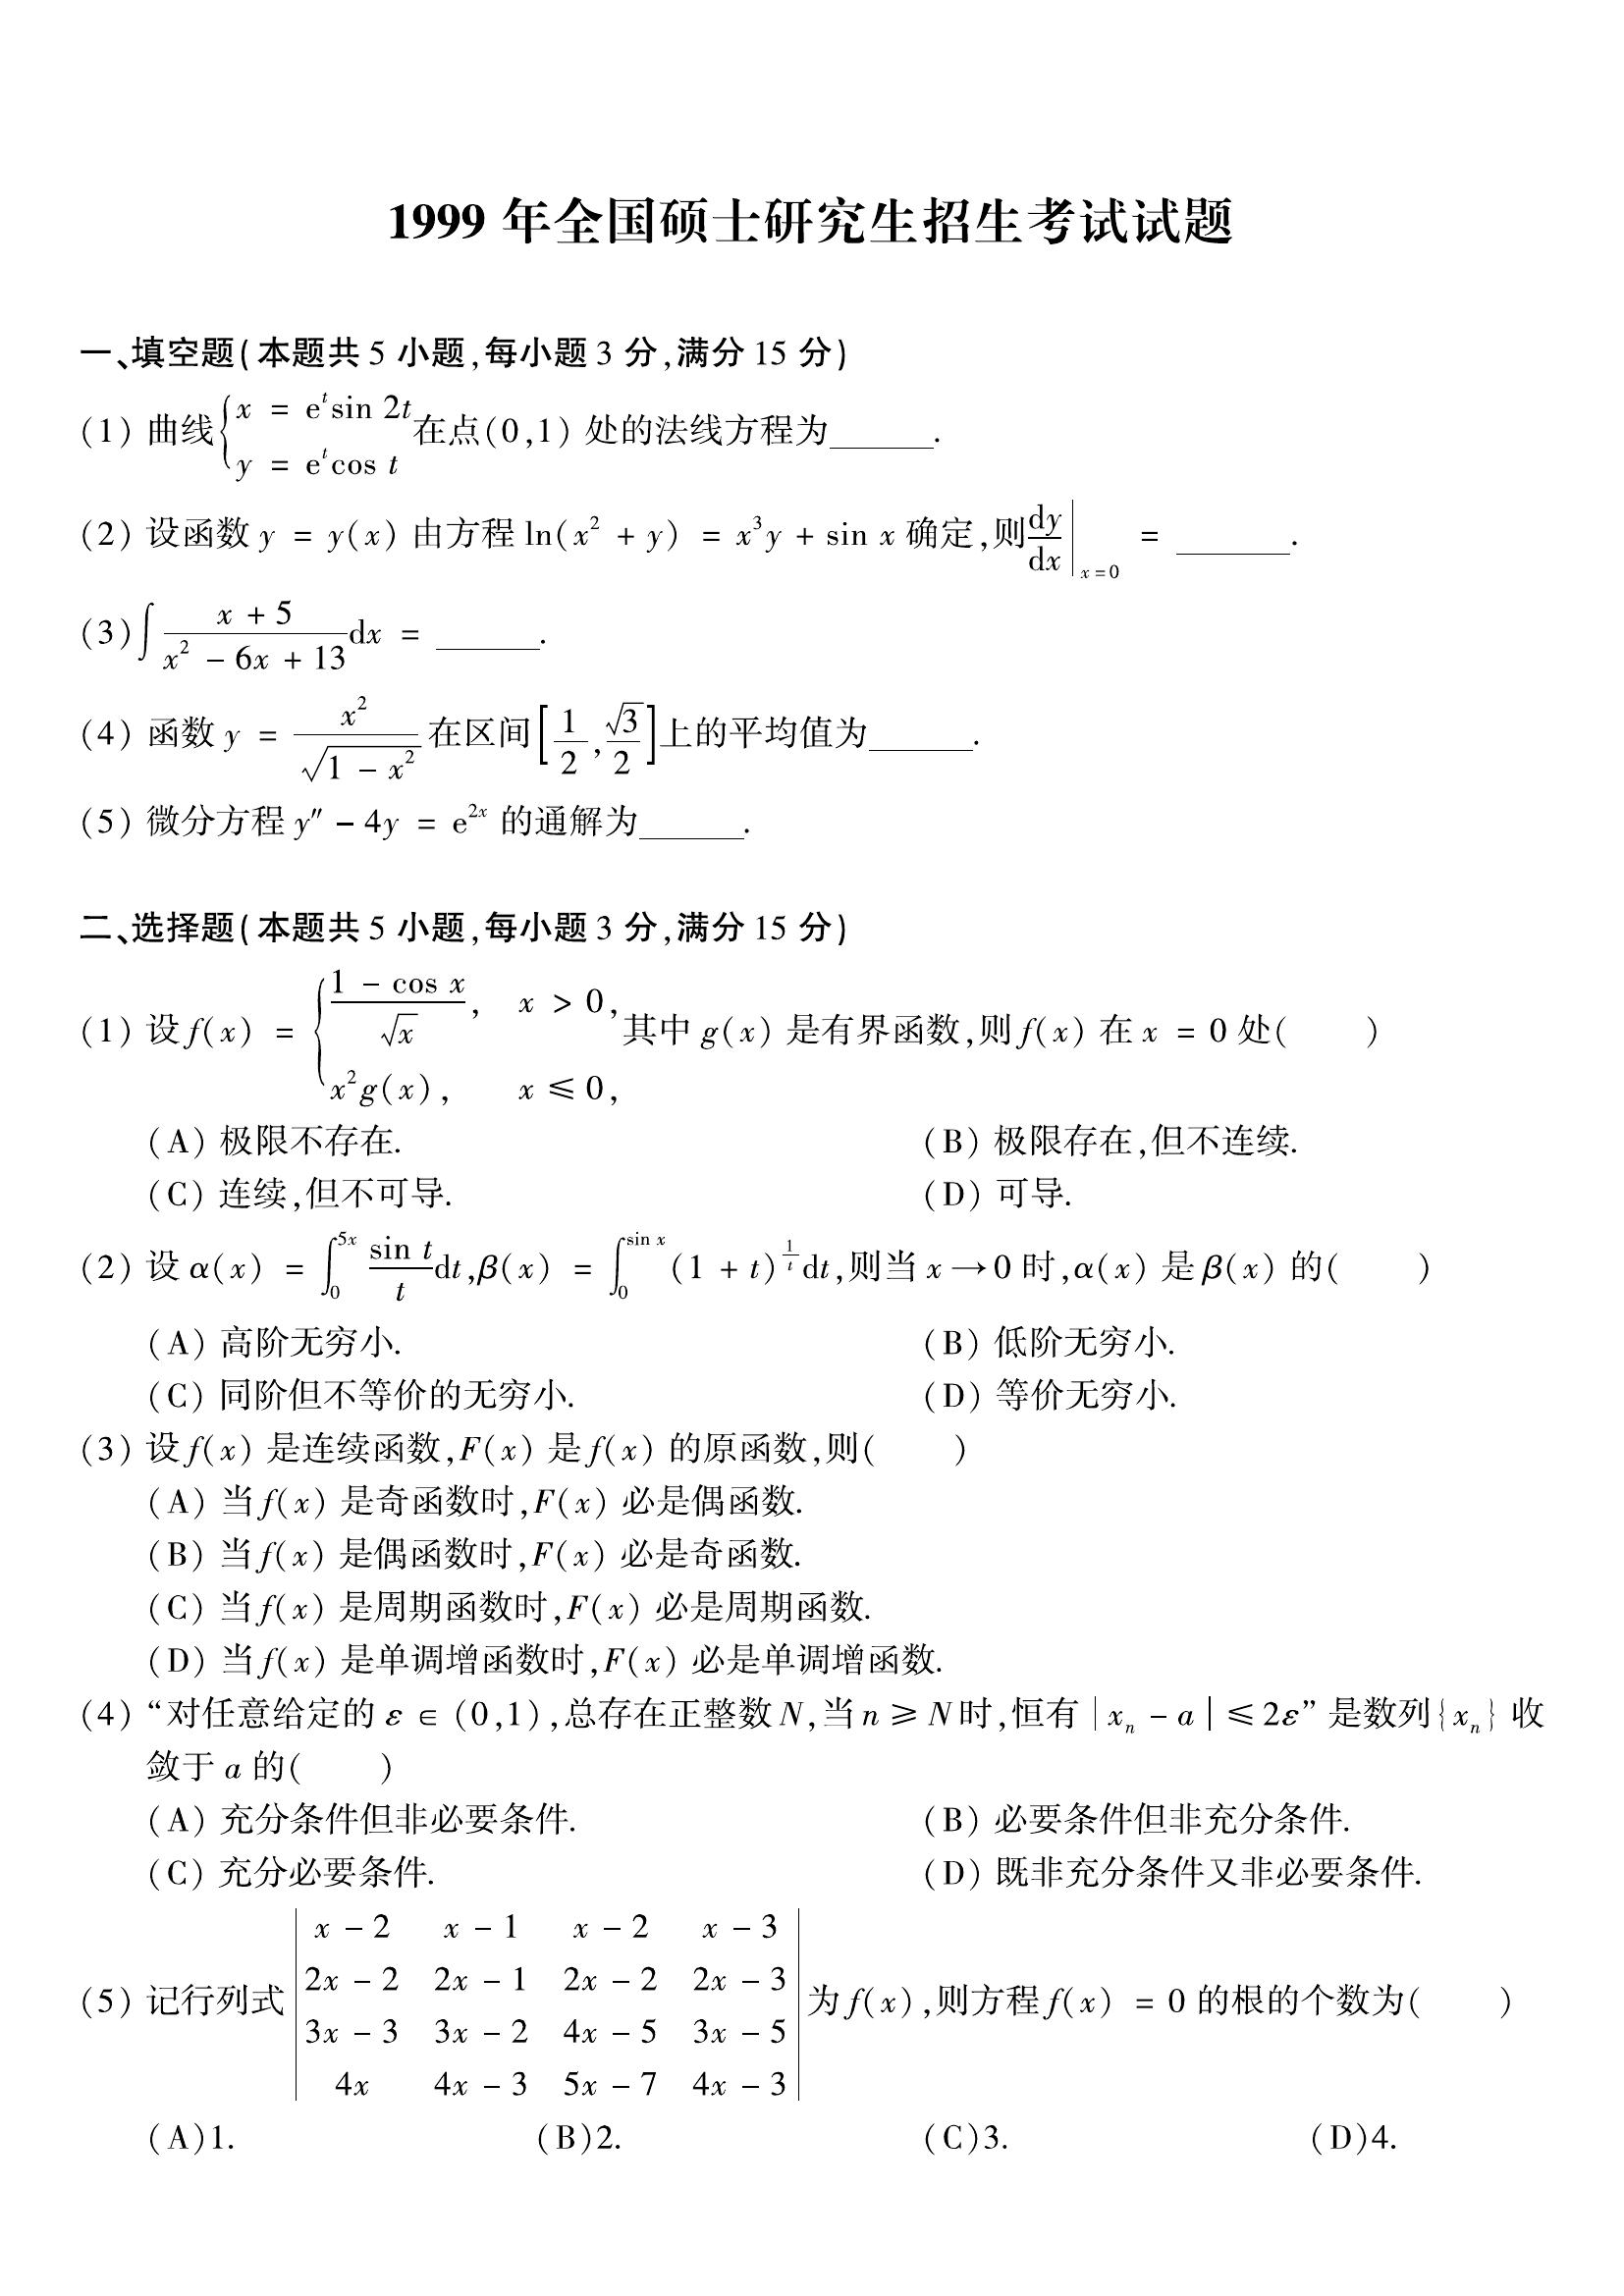 1999 年全国硕士研究生招生考试试题
一、填空题(本题共 5 小题,每小题 3 分,满分 15 分)
(1) 曲线 $\begin{cases} x = e^t \sin 2t \\ y = e^t \cos t \end{cases}$ 在点(0,1) 处的法线方程为______.
(2) 设函数 y = y(x) 由方程 $\ln(x^2 + y) = x^3 y + \sin x$ 确定,则 $\left.\frac{dy}{dx}\right|_{x=0}$ = ______.
(3) $\int \frac{x+5}{x^2 - 6x + 13} dx$ = ______.
(4) 函数 $y = \frac{x^2}{\sqrt{1 - x^2}}$ 在区间 $\left[\frac{1}{2}, \frac{\sqrt{3}}{2}\right]$ 上的平均值为______.
(5) 微分方程 $y'' - 4y = e^{2x}$ 的通解为______.
二、选择题(本题共 5 小题,每小题 3 分,满分 15 分)
(1) 设 $f(x) = \begin{cases} \frac{1 - \cos x}{\sqrt{x}}, & x > 0, \\ x^2 g(x), & x \leqslant 0, \end{cases}$ 其中 g(x) 是有界函数,则 f(x) 在 x = 0 处(  )
(A) 极限不存在. (B) 极限存在,但不连续.
(C) 连续,但不可导. (D) 可导.
(2) 设 $\alpha(x) = \int_0^{5x} \frac{\sin t}{t} dt, \beta(x) = \int_0^{\sin x} (1 + t)^{\frac{1}{t}} dt$,则当 x→0 时,α(x) 是 β(x) 的(  )
(A) 高阶无穷小. (B) 低阶无穷小.
(C) 同阶但不等价的无穷小. (D) 等价无穷小.
(3) 设 f(x) 是连续函数,F(x) 是 f(x) 的原函数,则(  )
(A) 当 f(x) 是奇函数时,F(x) 必是偶函数.
(B) 当 f(x) 是偶函数时,F(x) 必是奇函数.
(C) 当 f(x) 是周期函数时,F(x) 必是周期函数.
(D) 当 f(x) 是单调增函数时,F(x) 必是单调增函数.
(4) “对任意给定的 ε ∈ (0,1),总存在正整数 N,当 n ⩾ N 时,恒有 $|x_n - a| \leqslant 2\varepsilon$” 是数列 $\{x_n\}$ 收
敛于 a 的(  )
(A) 充分条件但非必要条件. (B) 必要条件但非充分条件.
(C) 充分必要条件. (D) 既非充分条件又非必要条件.
(5) 记行列式 $\begin{vmatrix} x-2 & x-1 & x-2 & x-3 \\ 2x-2 & 2x-1 & 2x-2 & 2x-3 \\ 3x-3 & 3x-2 & 4x-5 & 3x-5 \\ 4x & 4x-3 & 5x-7 & 4x-3 \end{vmatrix}$ 为 f(x),则方程 f(x) = 0 的根的个数为(  )
(A)1. (B)2. (C)3. (D)4.